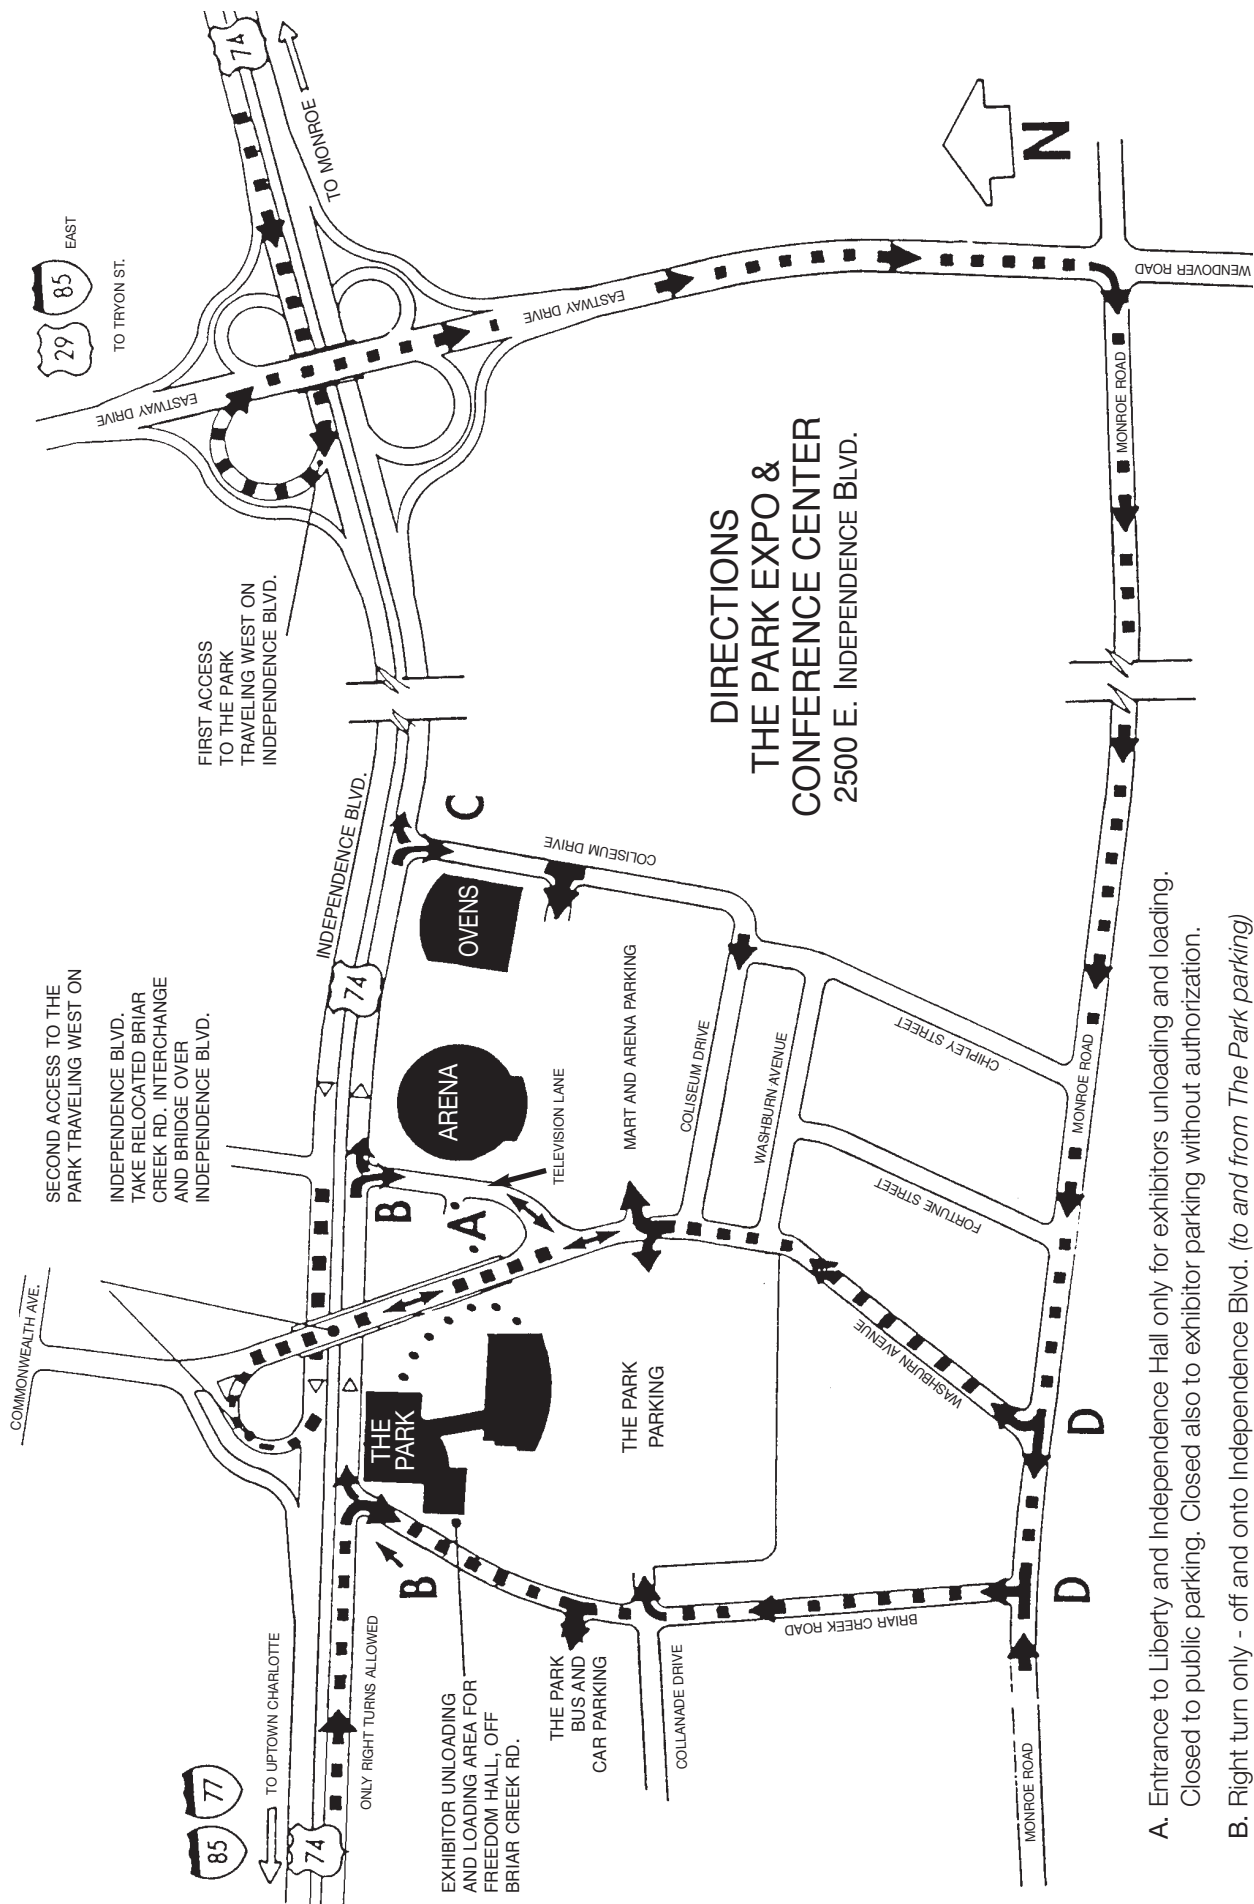 COMMONWEALTH AVE.
SECOND ACCESS TO THE
PARK TRAVELING WEST ON
INDEPENDENCE BLVD.
TAKE RELOCATED BRIAR
CREEK RD. INTERCHANGE
AND BRIDGE OVER
INDEPENDENCE BLVD.
FIRST ACCESS
TO THE PARK
TRAVELING WEST ON
INDEPENDENCE BLVD.
29
85
EAST
TO TRYON ST.
EASTWAY DRIVE
EASTWAY DRIVE
74
TO MONROE
85
77
TO UPTOWN CHARLOTTE
74
ONLY RIGHT TURNS ALLOWED
INDEPENDENCE BLVD.
74
B
B
A
C
THE
PARK
ARENA
OVENS
TELEVISION LANE
COLISEUM DRIVE
EXHIBITOR UNLOADING
AND LOADING AREA FOR
FREEDOM HALL, OFF
BRIAR CREEK RD.
THE PARK
BUS AND
CAR PARKING
THE PARK
PARKING
MART AND ARENA PARKING
COLLANADE DRIVE
COLISEUM DRIVE
WASHBURN AVENUE
BRIAR CREEK ROAD
WASHBURN AVENUE
FORTUNE STREET
CHIPLEY STREET
DIRECTIONS
THE PARK EXPO &
CONFERENCE CENTER
2500 E. INDEPENDENCE BLVD.
N
MONROE ROAD
D
D
MONROE ROAD
MONROE ROAD
WENDOVER ROAD
A. Entrance to Liberty and Independence Hall only for exhibitors unloading and loading.
Closed to public parking. Closed also to exhibitor parking without authorization.
B. Right turn only - off and onto Independence Blvd. (to and from The Park parking)